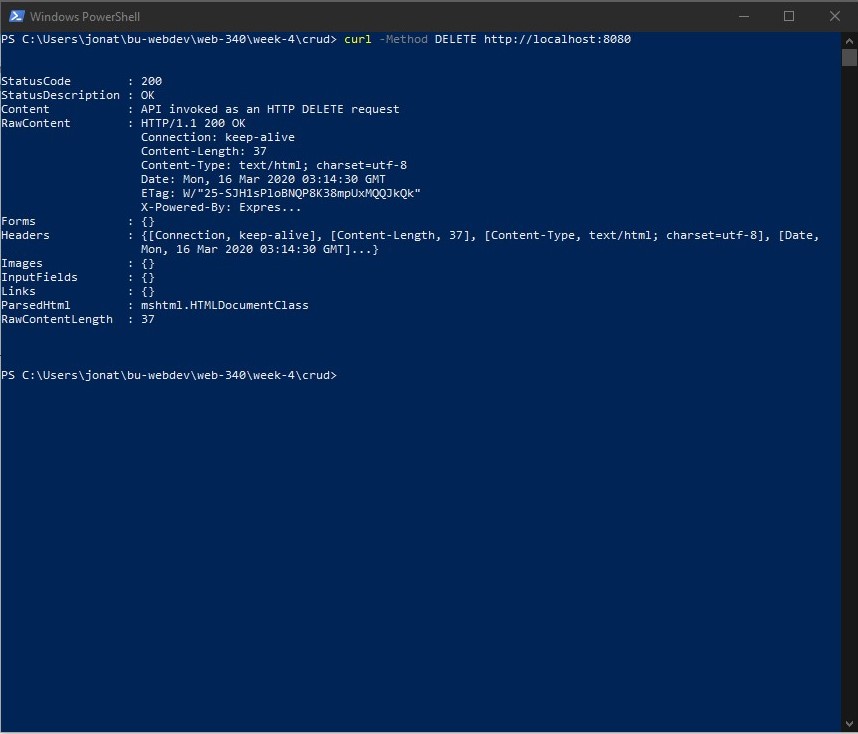 Windows PowerShell
PS C:\Users\jonat\bu-webdev\web-340\week-4\crud> curl -Method DELETE http://localhost:8080
StatusCode        : 200
StatusDescription : OK
Content           : API invoked as an HTTP DELETE request
RawContent        : HTTP/1.1 200 OK
                    Connection: keep-alive
                    Content-Length: 37
                    Content-Type: text/html; charset=utf-8
                    Date: Mon, 16 Mar 2020 03:14:30 GMT
                    ETag: W/"25-SJH1sPloBNQP8K38mpUxMQQJkQk"
                    X-Powered-By: Expres...
Forms             : {}
Headers           : {[Connection, keep-alive], [Content-Length, 37], [Content-Type, text/html; charset=utf-8], [Date,
                    Mon, 16 Mar 2020 03:14:30 GMT]...}
Images            : {}
InputFields       : {}
Links             : {}
ParsedHtml        : mshtml.HTMLDocumentClass
RawContentLength  : 37
PS C:\Users\jonat\bu-webdev\web-340\week-4\crud>